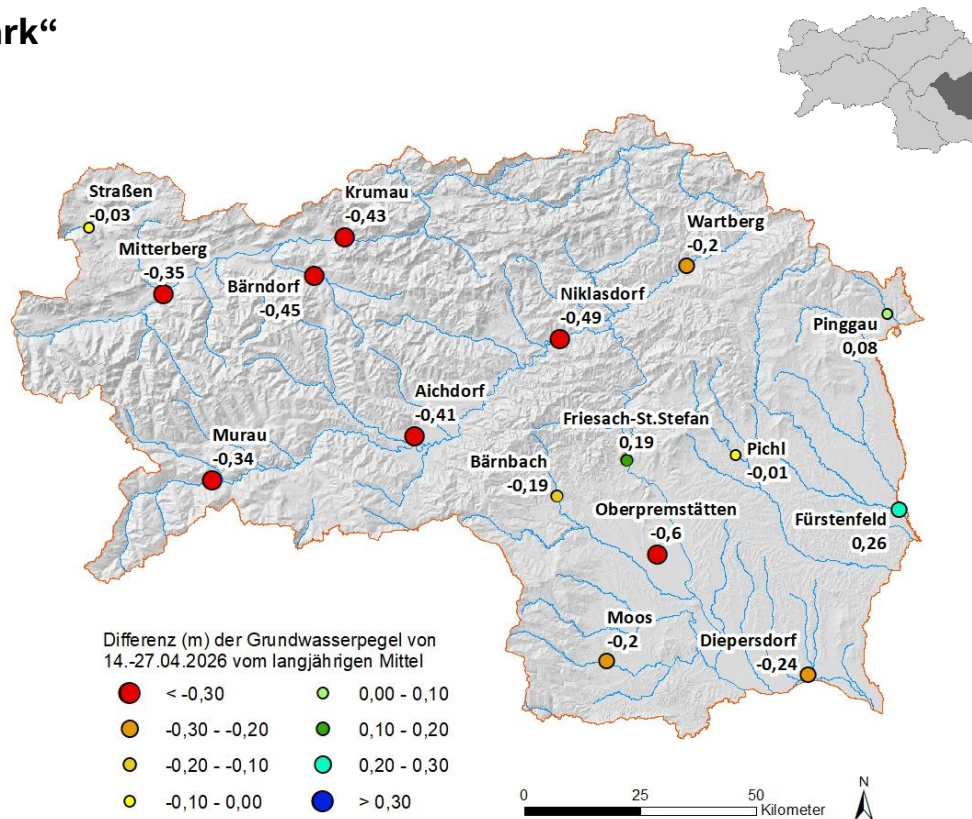 ark“
Straßen
-0,03
Krumau
-0,43
Wartberg
-0,2
Mitterberg
-0,35
Bärndorf
-0,45
Niklasdorf
-0,49
Pinggau
0,08
Aichdorf
-0,41
Friesach-St.Stefan
0,19
Murau
-0,34
Bärnbach
-0,19
Pichl
-0,01
Oberpremstätten
-0,6
Fürstenfeld
0,26
Moos
-0,2
Diepersdorf
-0,24
Differenz (m) der Grundwasserpegel von
14.-27.04.2026 vom langjährigen Mittel
< -0,30
-0,30 - -0,20
-0,20 - -0,10
-0,10 - 0,00
0,00 - 0,10
0,10 - 0,20
0,20 - 0,30
> 0,30
0 25 50
Kilometer
N